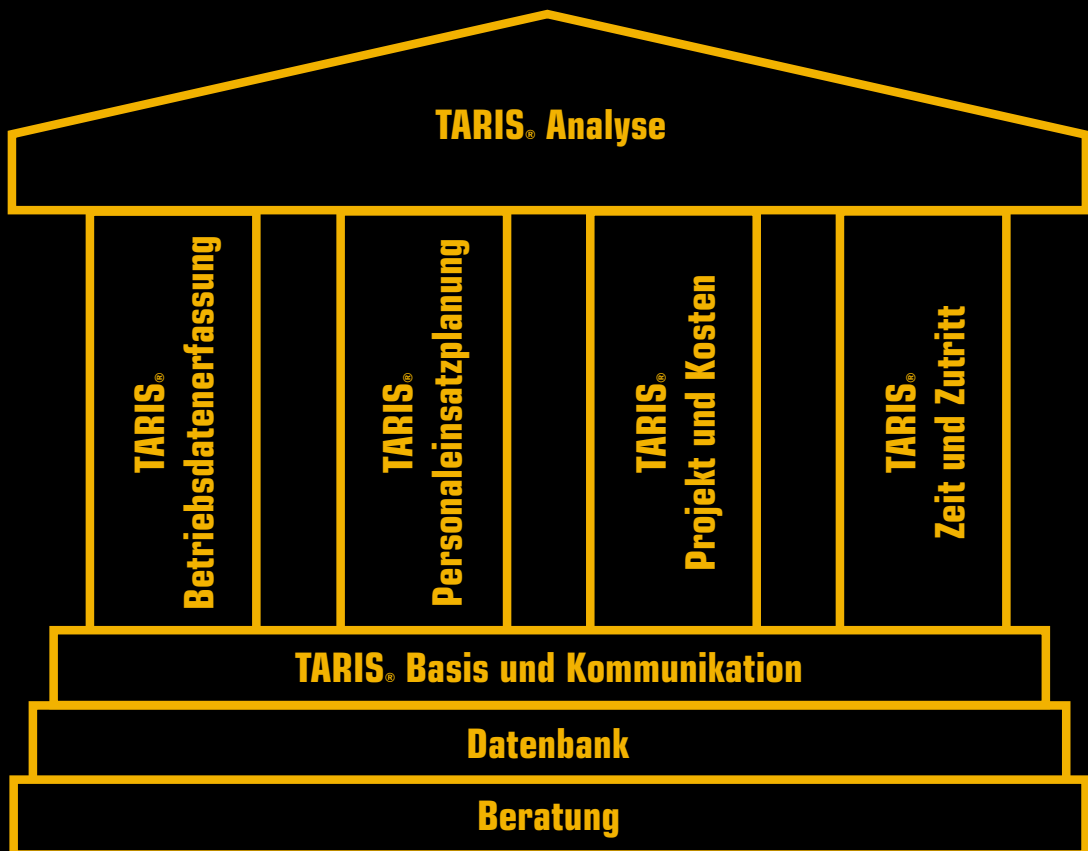 TARIS® Analyse
TARIS®
Betriebsdatenerfassung
TARIS®
Personaleinsatzplanung
TARIS®
Projekt und Kosten
TARIS®
Zeit und Zutritt
TARIS® Basis und Kommunikation
Datenbank
Beratung